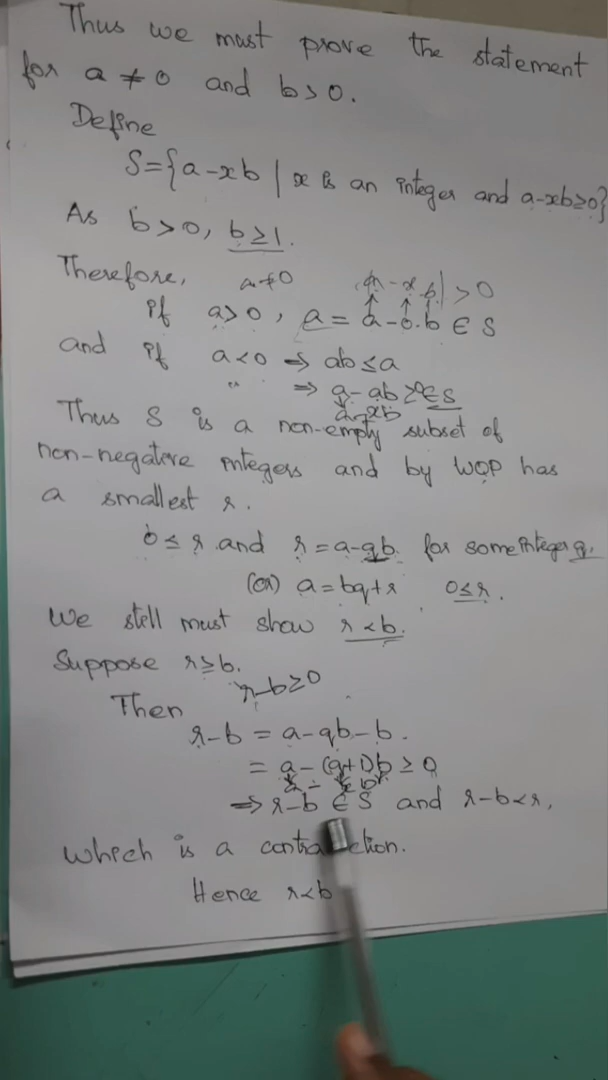 Thus we must prove the statement
for a ≠ 0 and b>0.
Define
S={a-xb | x is an integer and a-xb≥0}
As b>0, b≥1.
Therefore, a≠0 a-x b >0
if a>0, a = a-0.b ∈ S
and if a<0 ⇒ ab≤a
" ⇒ a-ab≥0∈S
a-xb
Thus S is a non-empty subset of
non-negative integers and by WOP has
a smallest r.
0≤r and r=a-qb for some integer q.
(or) a=bq+r 0≤r.
We still must show r<b.
Suppose r≥b.
r-b≥0
Then
r-b = a-qb-b.
= a-(q+1)b ≥ 0
a - x b
⇒ r-b ∈ S and r-b<r,
which is a
Hence r<b